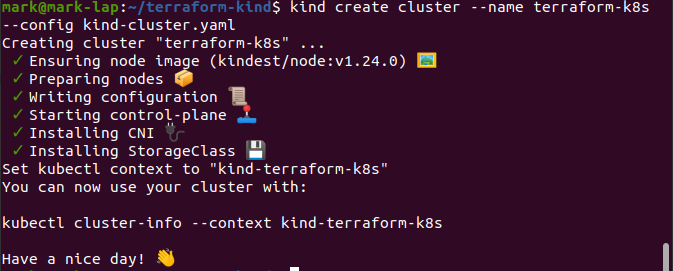 mark@mark-lap:~/terraform-kind$ kind create cluster --name terraform-k8s
--config kind-cluster.yaml
Creating cluster "terraform-k8s" ...
✓ Ensuring node image (kindest/node:v1.24.0) 🖼
✓ Preparing nodes 📦
✓ Writing configuration 📜
✓ Starting control-plane 🕹️
✓ Installing CNI 🔌
✓ Installing StorageClass 💾
Set kubectl context to "kind-terraform-k8s"
You can now use your cluster with:

kubectl cluster-info --context kind-terraform-k8s

Have a nice day! 👋